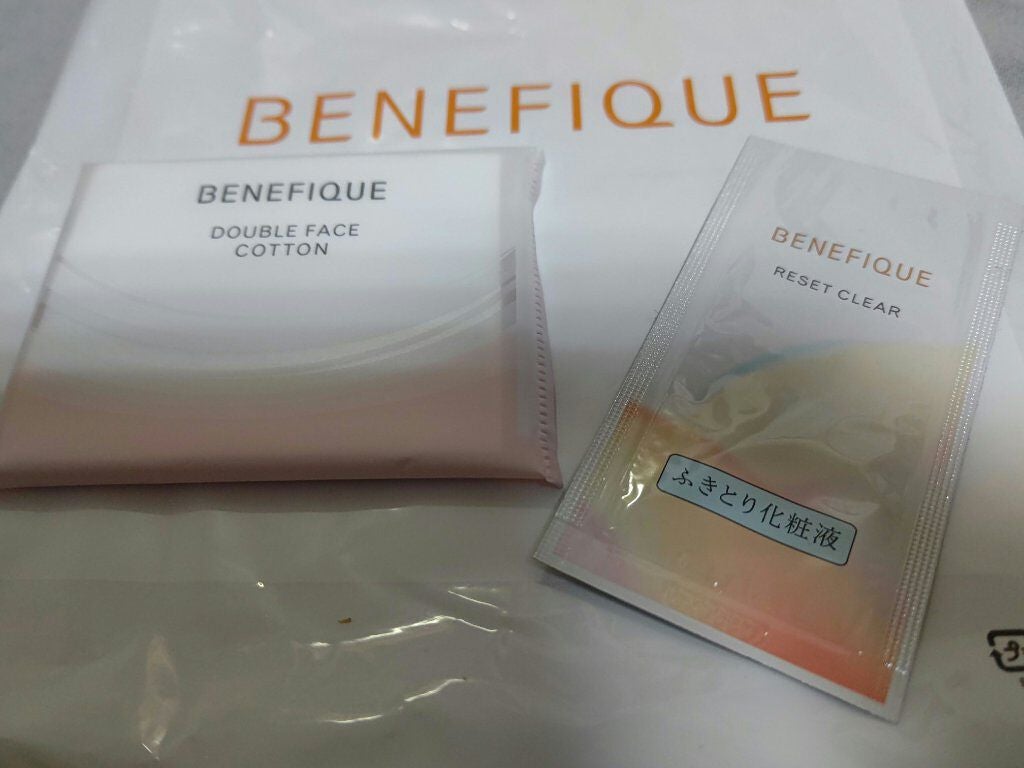 BENEFIQUE
BENEFIQUE
DOUBLE FACE
COTTON
BENEFIQUE
RESET CLEAR
ふきとり化粧液